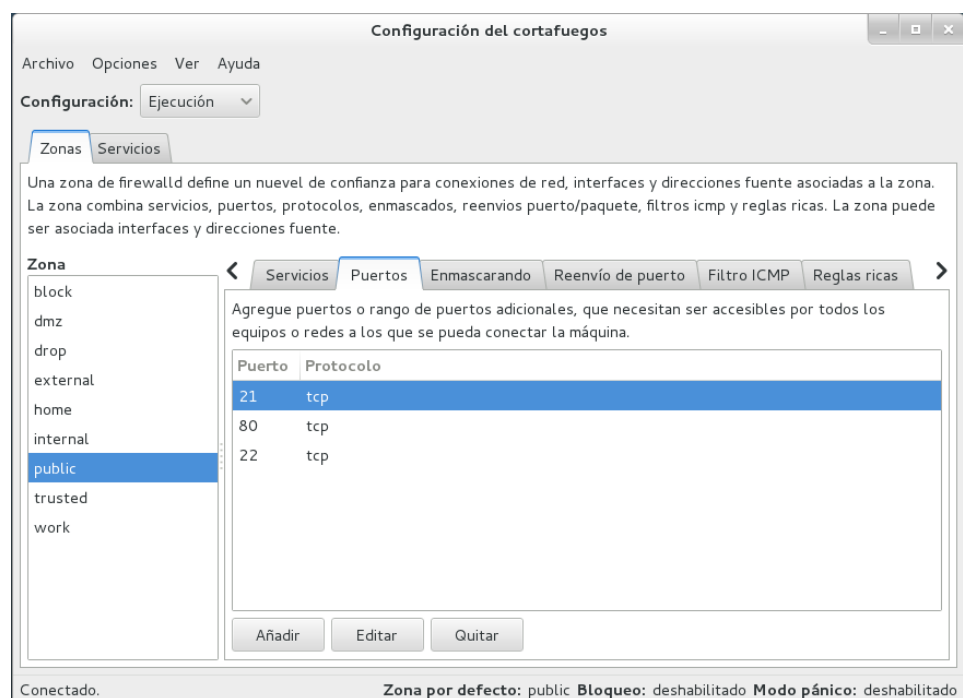 Configuración del cortafuegos
Archivo Opciones Ver Ayuda
Configuración: Ejecución
Zonas Servicios
Una zona de firewalld define un nuevel de confianza para conexiones de red, interfaces y direcciones fuente asociadas a la zona.
La zona combina servicios, puertos, protocolos, enmascados, reenvios puerto/paquete, filtros icmp y reglas ricas. La zona puede
ser asociada interfaces y direcciones fuente.
Zona
block
dmz
drop
external
home
internal
public
trusted
work
Servicios Puertos Enmascarando Reenvío de puerto Filtro ICMP Reglas ricas
Agregue puertos o rango de puertos adicionales, que necesitan ser accesibles por todos los
equipos o redes a los que se pueda conectar la máquina.
Puerto Protocolo
21 tcp
80 tcp
22 tcp
Añadir Editar Quitar
Conectado. Zona por defecto: public Bloqueo: deshabilitado Modo pánico: deshabilitado